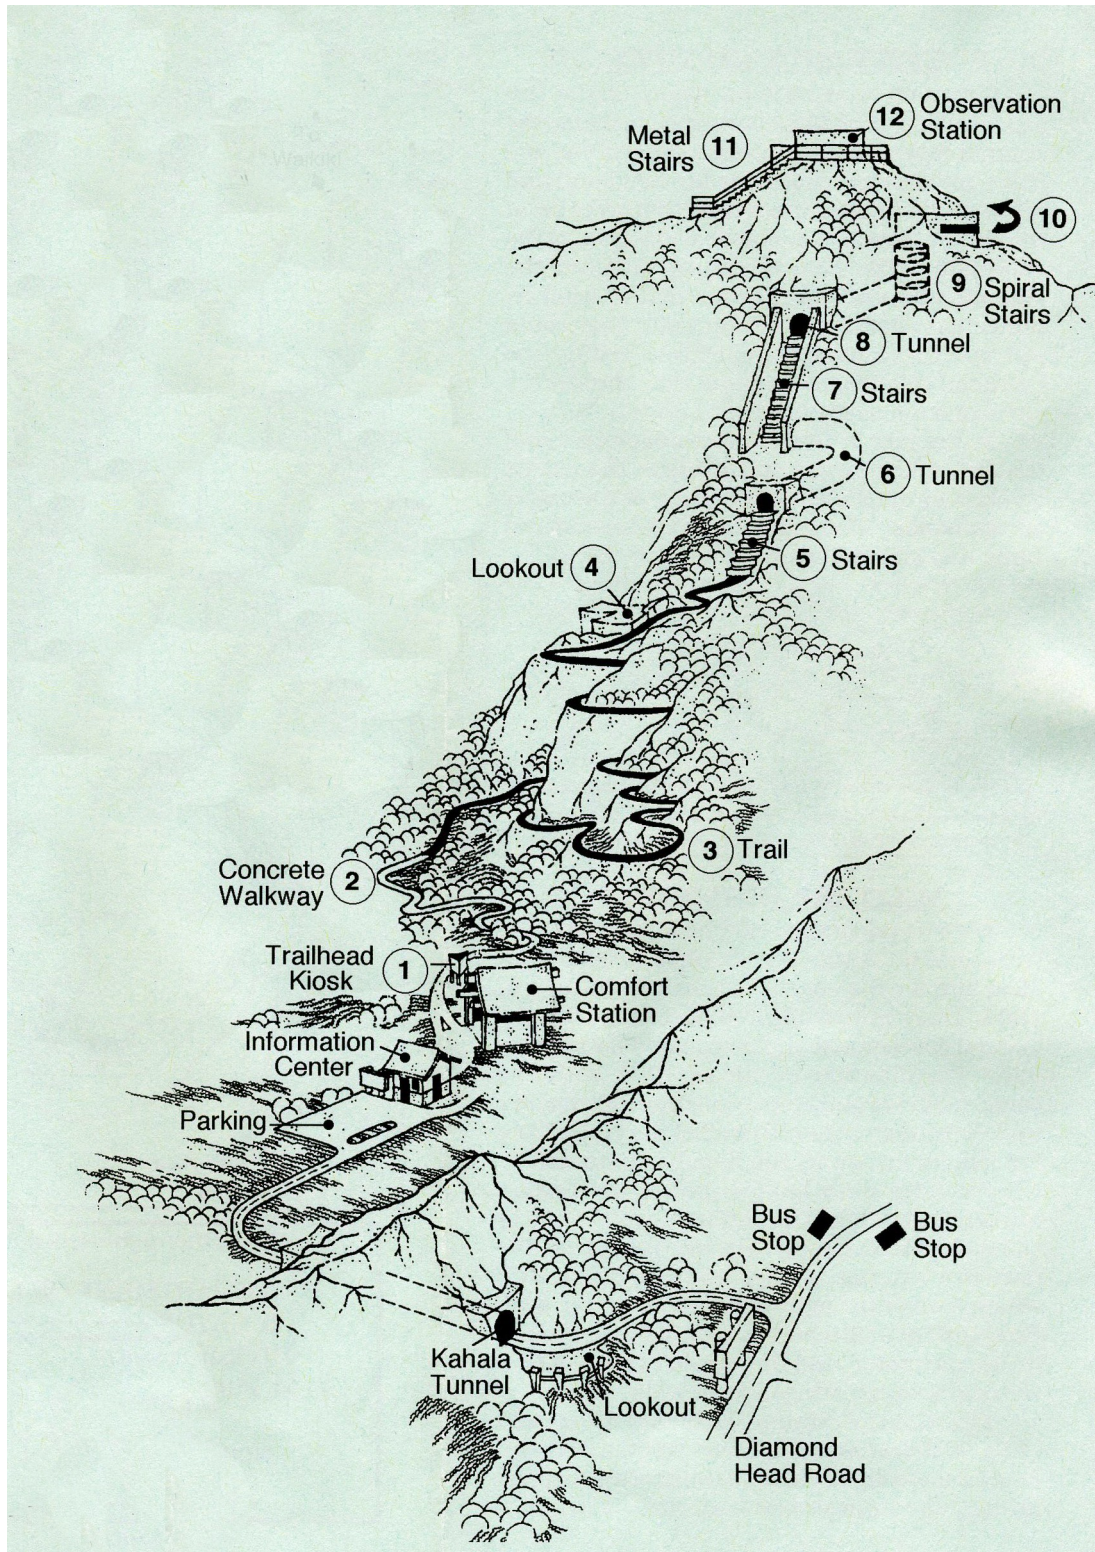 12
Observation
Station
Metal
Stairs
11
10
9
Spiral
Stairs
8
Tunnel
7
Stairs
6
Tunnel
5
Stairs
Lookout
4
3
Trail
Concrete
Walkway
2
Trailhead
Kiosk
1
Comfort
Station
Information
Center
Parking
Bus
Stop
Bus
Stop
Kahala
Tunnel
Lookout
Diamond
Head Road